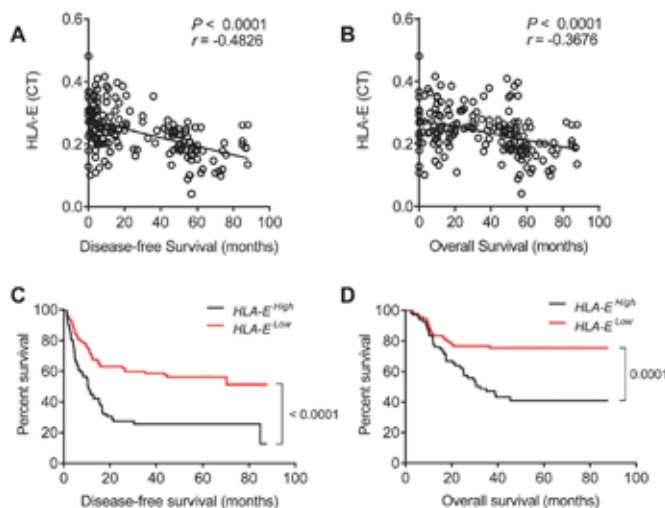 A
P < 0.0001
r = -0.4826
HLA-E (CT)
0.6
0.4
0.2
0.0
0 20 40 60 80 100
Disease-free Survival (months)
B
P < 0.0001
r = -0.3676
HLA-E (CT)
0.6
0.4
0.2
0.0
0 20 40 60 80 100
Overall Survival (months)
C
HLA-E High
HLA-E Low
Percent survival
100
80
60
40
20
0
0 20 40 60 80 100
Disease-free survival (months)
< 0.0001
D
HLA-E High
HLA-E Low
Percent survival
100
80
60
40
20
0
0 20 40 60 80 100
Overall survival (months)
0.0001